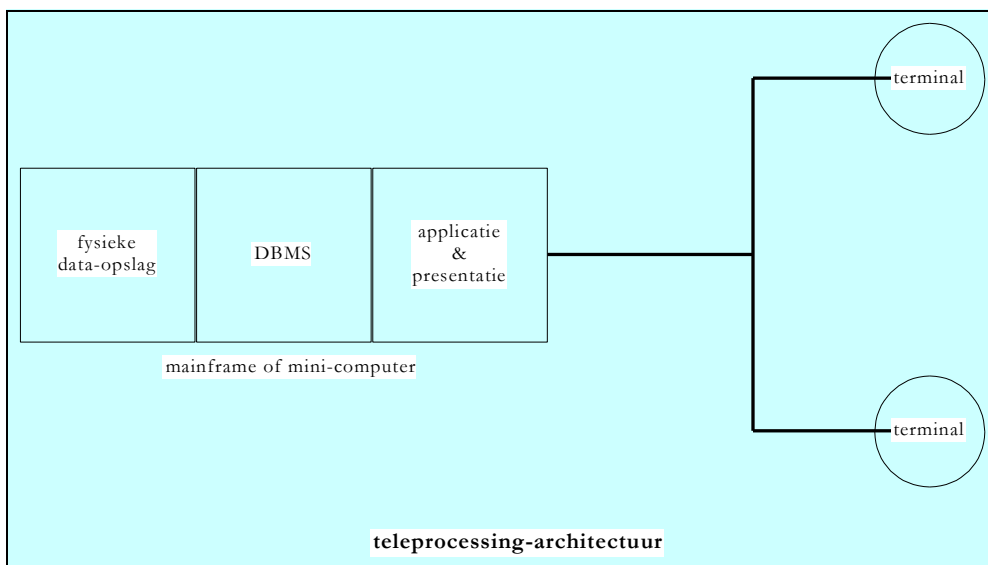 terminal
fysieke
data-opslag
DBMS
applicatie
&
presentatie
mainframe of mini-computer
terminal
teleprocessing-architectuur